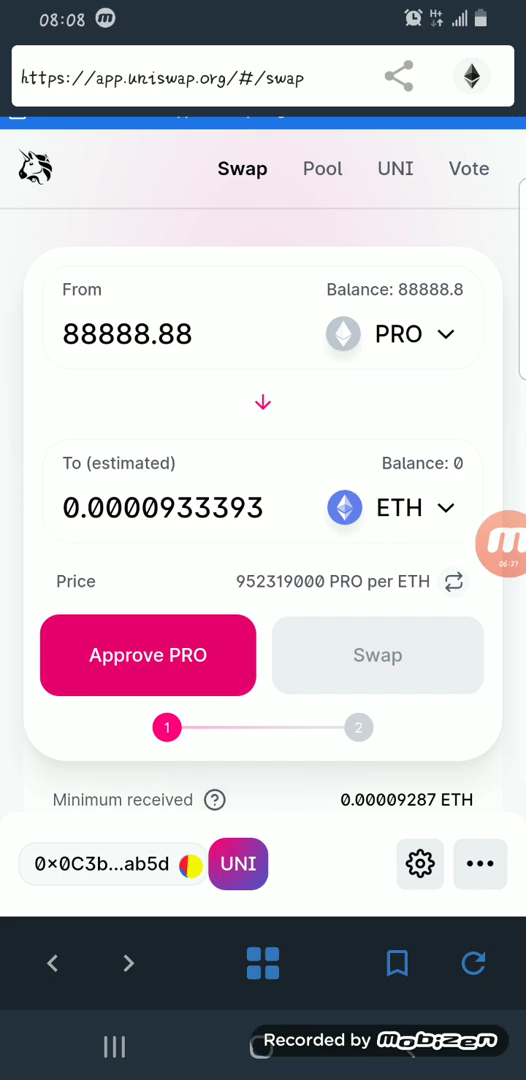 08:08 H+
https://app.uniswap.org/#/swap
Swap Pool UNI Vote
From Balance: 88888.8
88888.88 PRO
To (estimated) Balance: 0
0.0000933393 ETH
06:37
Price 952319000 PRO per ETH
Approve PRO Swap
1 2
Minimum received ? 0.00009287 ETH
0x0C3b...ab5d UNI
Recorded by mobizen